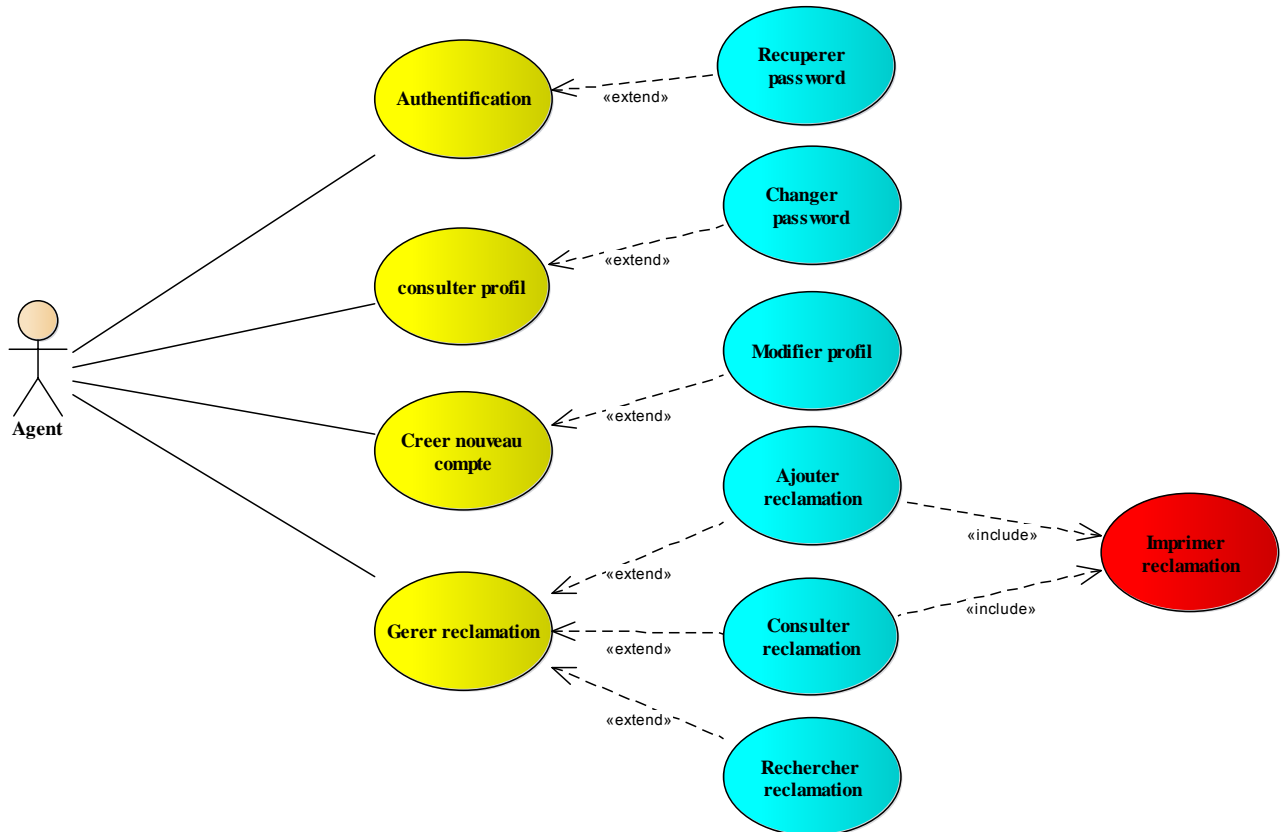 Recuperer
password
Authentification
«extend»
Changer
password
consulter profil
«extend»
Modifier profil
Agent
Creer nouveau
compte
«extend»
Ajouter
reclamation
«include»
Imprimer
reclamation
«extend»
Gerer reclamation
«extend»
Consulter
reclamation
«include»
«extend»
Rechercher
reclamation